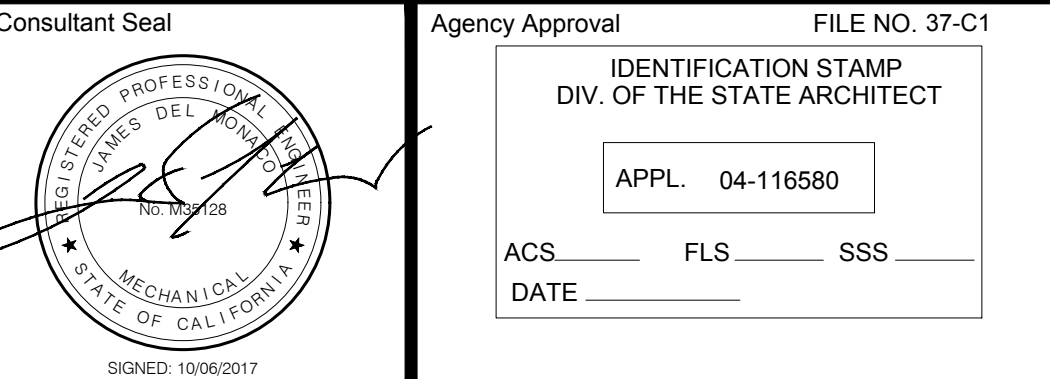 Consultant Seal
REGISTERED PROFESSIONAL ENGINEER
JAMES DEL MONACO
No. M35128
MECHANICAL
STATE OF CALIFORNIA
SIGNED: 10/06/2017
Agency Approval FILE NO. 37-C1
IDENTIFICATION STAMP
DIV. OF THE STATE ARCHITECT
APPL. 04-116580
ACS FLS SSS
DATE